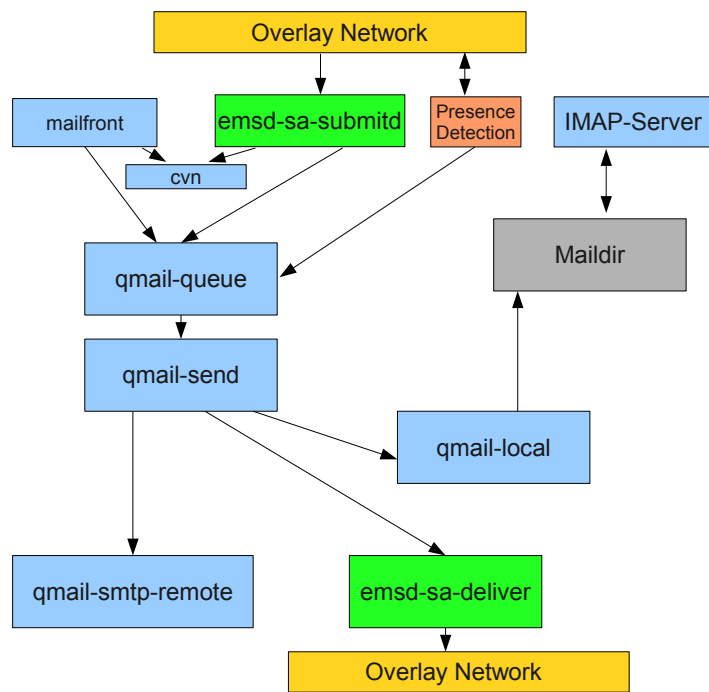 Overlay Network
mailfront
emsd-sa-submitd
Presence
Detection
IMAP-Server
cvn
qmail-queue
Maildir
qmail-send
qmail-local
qmail-smtp-remote
emsd-sa-deliver
Overlay Network